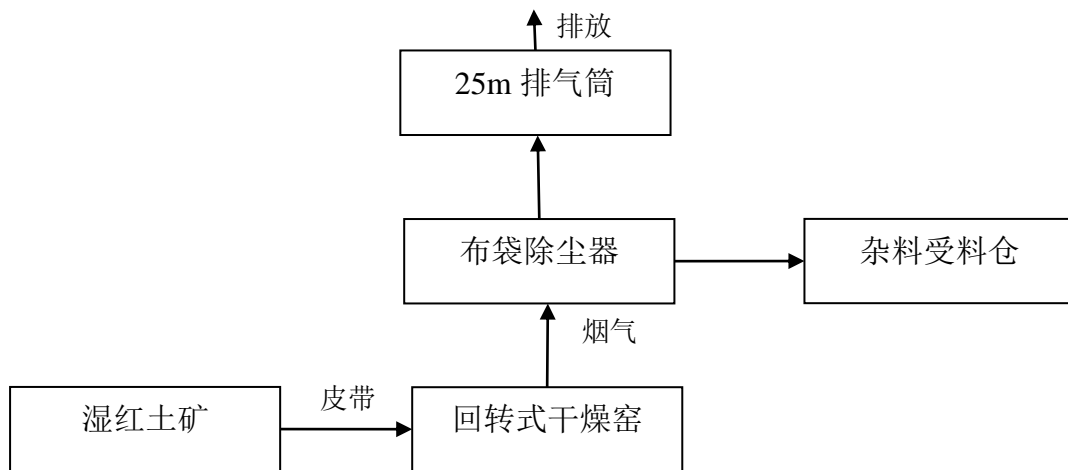 排放
25m 排气筒
布袋除尘器
杂料受料仓
烟气
皮带
湿红土矿
回转式干燥窑